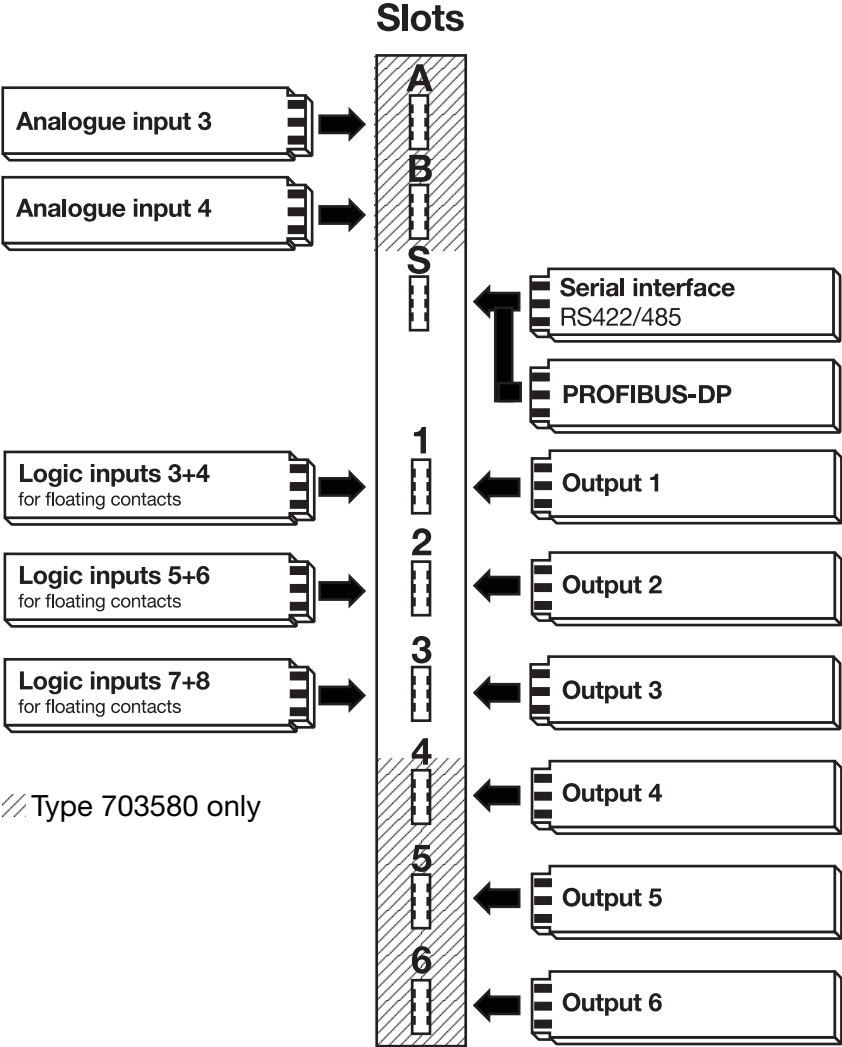 Slots
A
Analogue input 3
B
Analogue input 4
S
Serial interface
RS422/485
PROFIBUS-DP
1
Logic inputs 3+4
for floating contacts
Output 1
2
Logic inputs 5+6
for floating contacts
Output 2
3
Logic inputs 7+8
for floating contacts
Output 3
4
Type 703580 only
Output 4
5
Output 5
6
Output 6